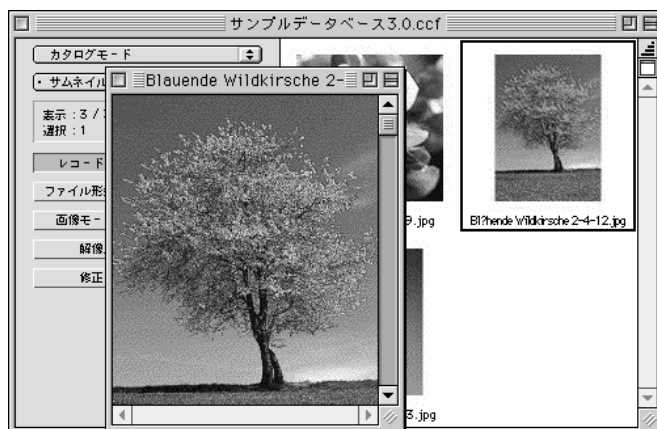 サンプルデータベース3.0.ccf
カタログモード
・サムネイル
Blauende Wildkirsche 2-
表示：3 /
選択：1
レコード
ファイル形
画像モー
解像
修正
9.jpg
Bl?hende Wildkirsche 2-4-12.jpg
3.jpg